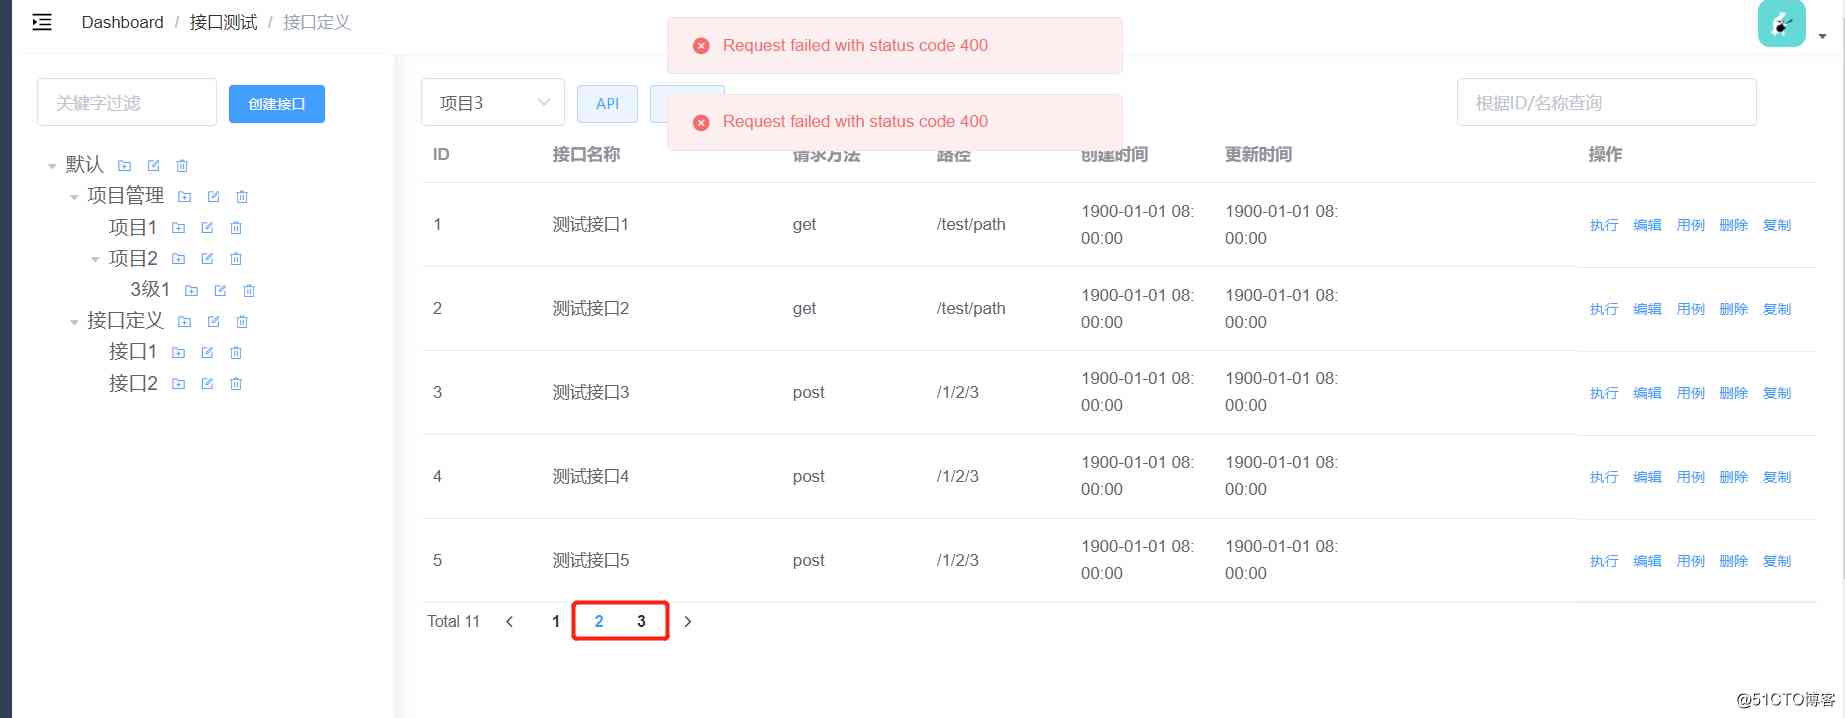 Dashboard / 接口测试 / 接口定义
Request failed with status code 400
关键字过滤
创建接口
项目3
API
Request failed with status code 400
根据ID/名称查询
ID 接口名称 请求方法 路径 创建时间 更新时间 操作
默认
项目管理
项目1
项目2
3级1
接口定义
接口1
接口2
1 测试接口1 get /test/path 1900-01-01 08:00:00 1900-01-01 08:00:00 执行 编辑 用例 删除 复制
2 测试接口2 get /test/path 1900-01-01 08:00:00 1900-01-01 08:00:00 执行 编辑 用例 删除 复制
3 测试接口3 post /1/2/3 1900-01-01 08:00:00 1900-01-01 08:00:00 执行 编辑 用例 删除 复制
4 测试接口4 post /1/2/3 1900-01-01 08:00:00 1900-01-01 08:00:00 执行 编辑 用例 删除 复制
5 测试接口5 post /1/2/3 1900-01-01 08:00:00 1900-01-01 08:00:00 执行 编辑 用例 删除 复制
Total 11 < 1 2 3 >
@51CTO博客